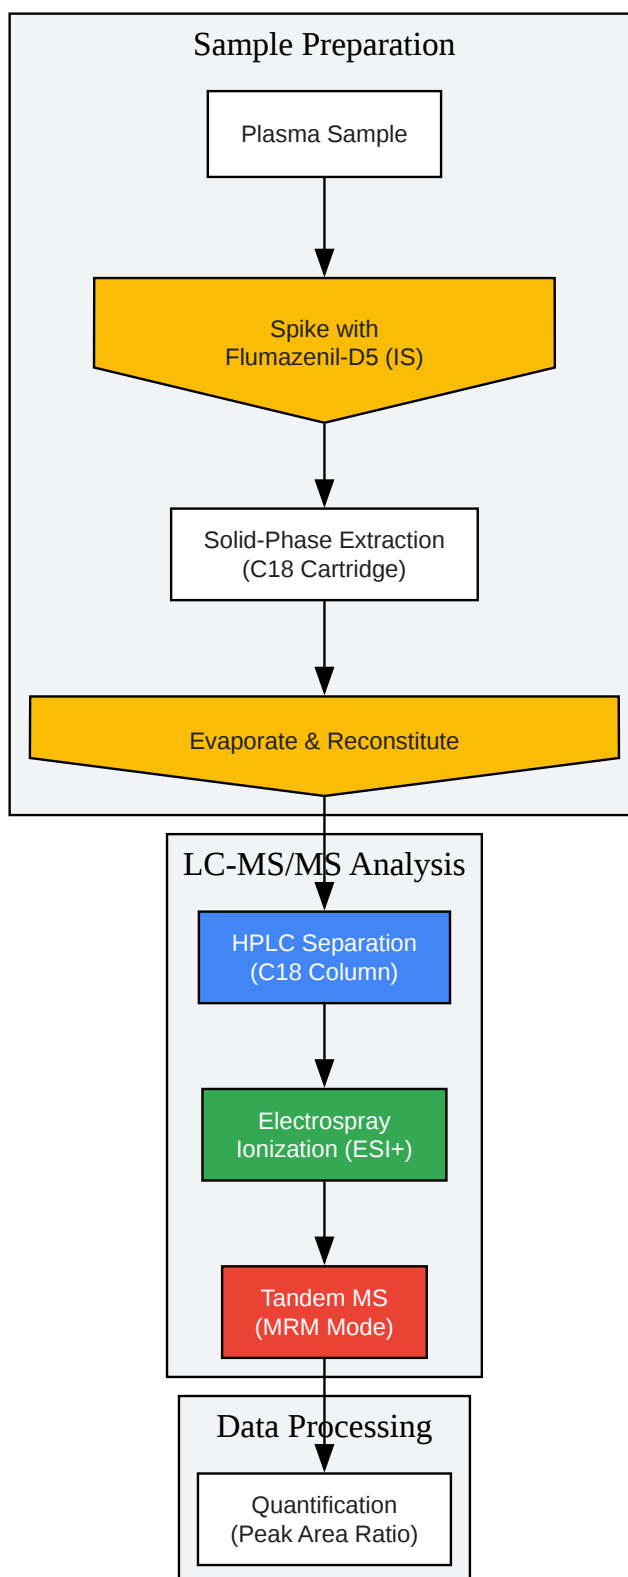 Sample Preparation
Plasma Sample
Spike with
Flumazenil-D5 (IS)
Solid-Phase Extraction
(C18 Cartridge)
Evaporate & Reconstitute
LC-MS/MS Analysis
HPLC Separation
(C18 Column)
Electrospray
Ionization (ESI+)
Tandem MS
(MRM Mode)
Data Processing
Quantification
(Peak Area Ratio)